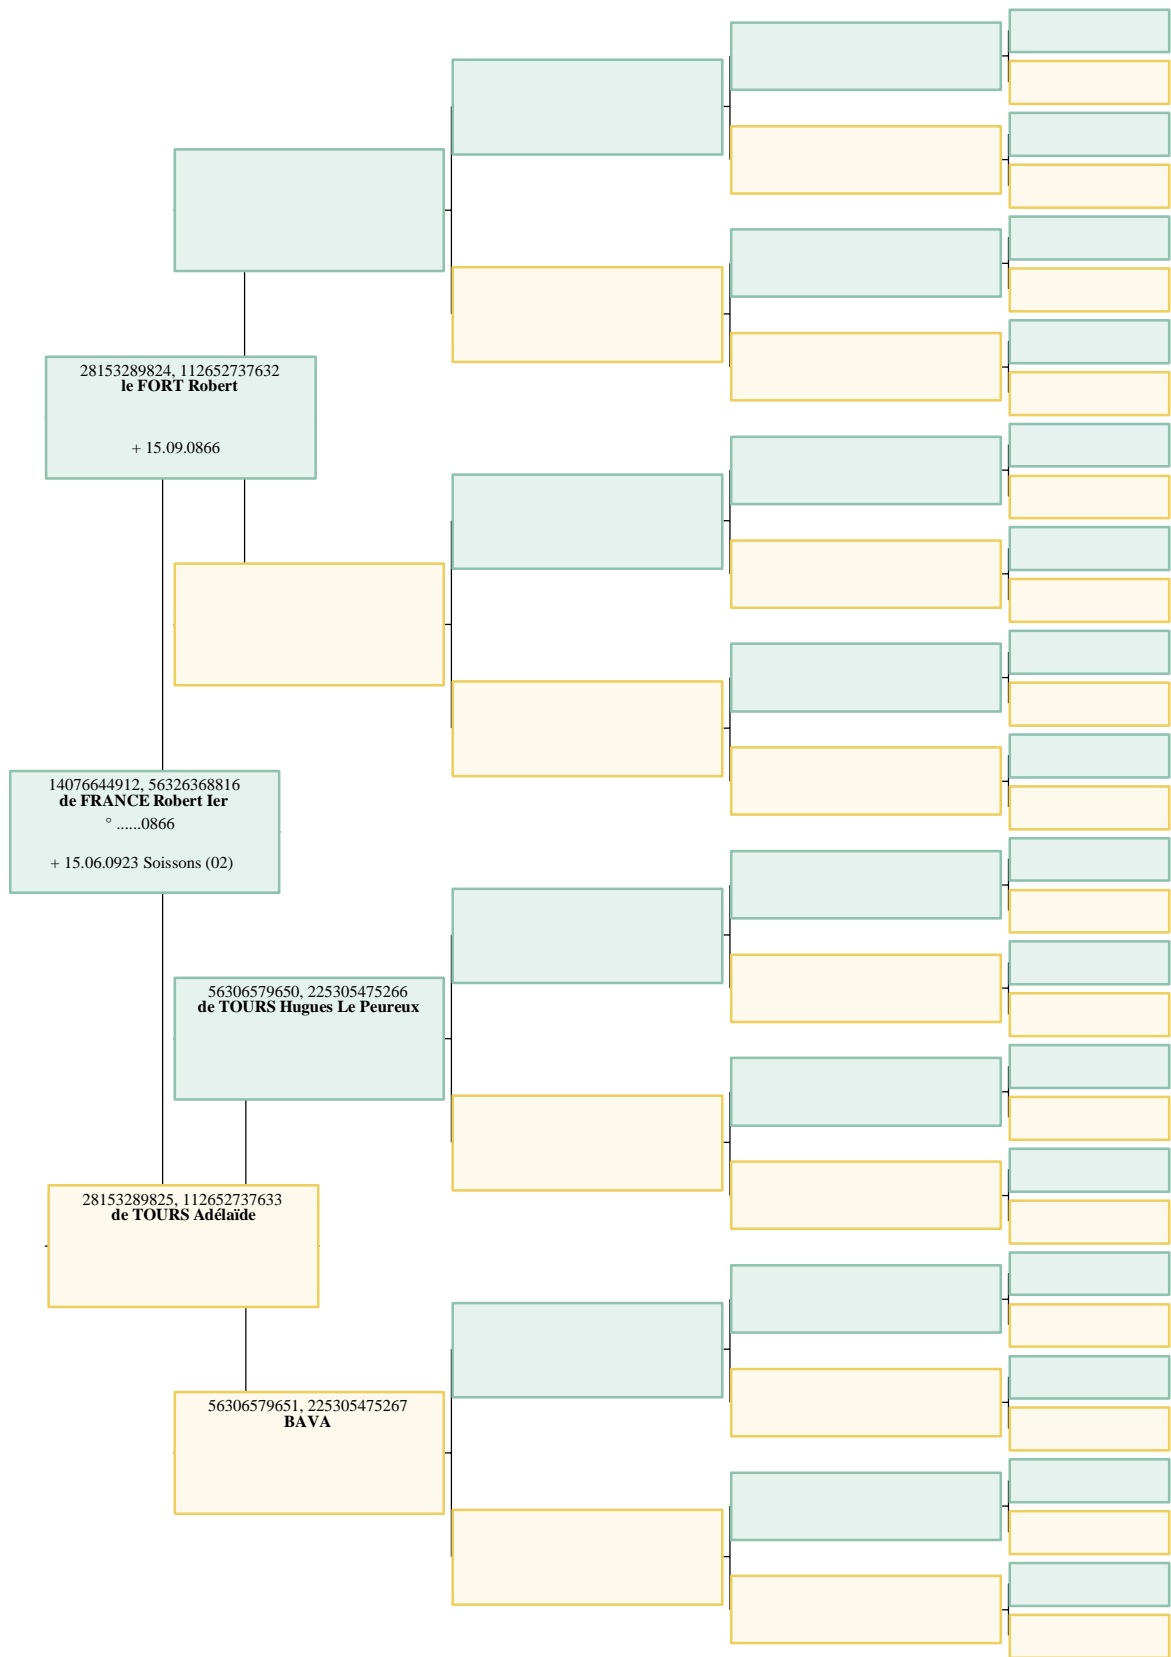 28153289824, 112652737632
le FORT Robert
+ 15.09.0866
14076644912, 56326368816
de FRANCE Robert Ier
° ......0866
+ 15.06.0923 Soissons (02)
56306579650, 225305475266
de TOURS Hugues Le Peureux
28153289825, 112652737633
de TOURS Adélaïde
56306579651, 225305475267
BAVA